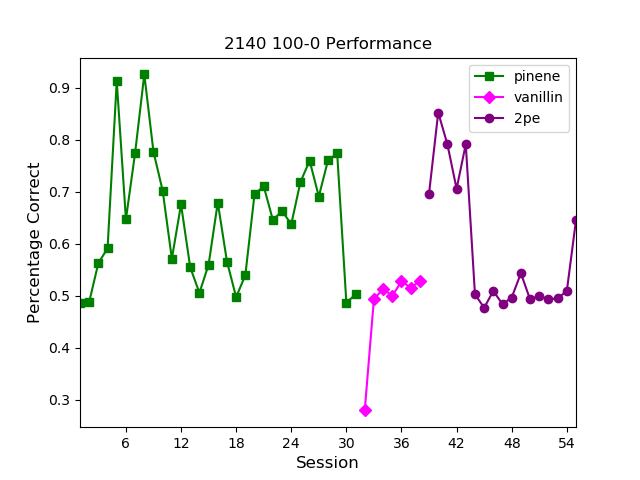 2140 100-0 Performance
pinene
vanillin
2pe
Percentage Correct
0.9
0.8
0.7
0.6
0.5
0.4
0.3
6 12 18 24 30 36 42 48 54
Session